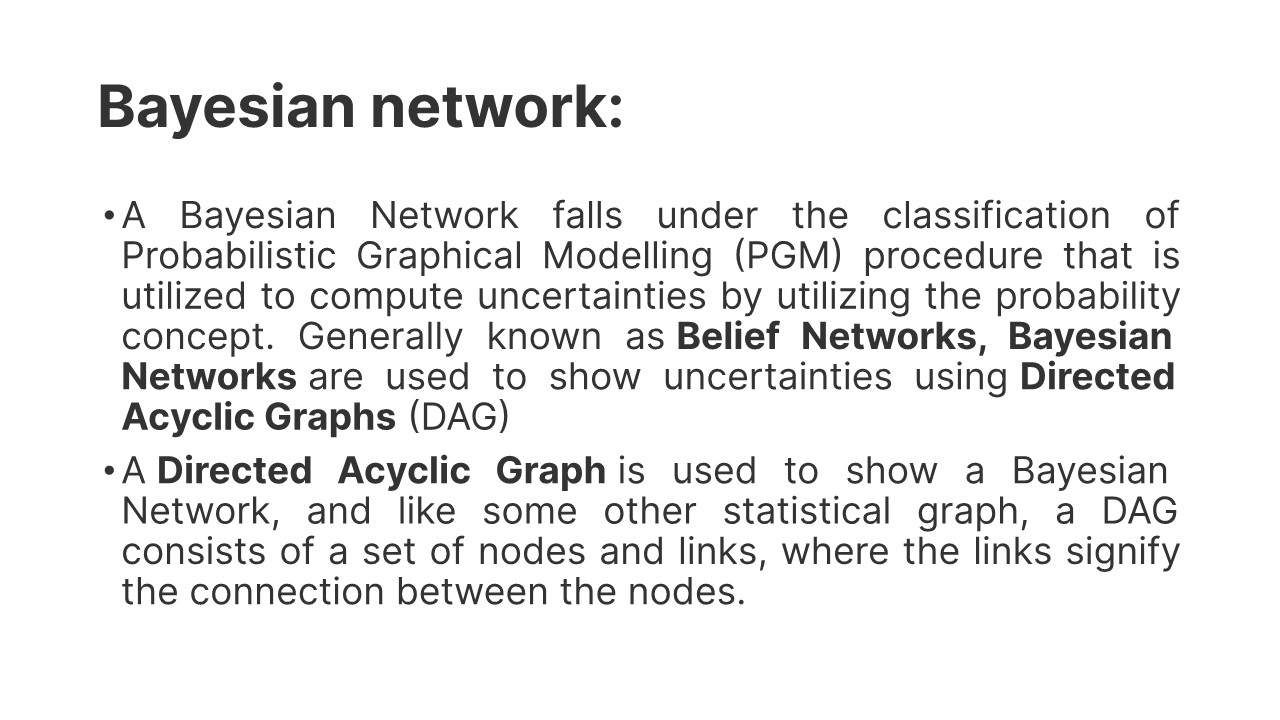 Bayesian network:
• A Bayesian Network falls under the classification of
Probabilistic Graphical Modelling (PGM) procedure that is
utilized to compute uncertainties by utilizing the probability
concept. Generally known as Belief Networks, Bayesian
Networks are used to show uncertainties using Directed
Acyclic Graphs (DAG)
• A Directed Acyclic Graph is used to show a Bayesian
Network, and like some other statistical graph, a DAG
consists of a set of nodes and links, where the links signify
the connection between the nodes.